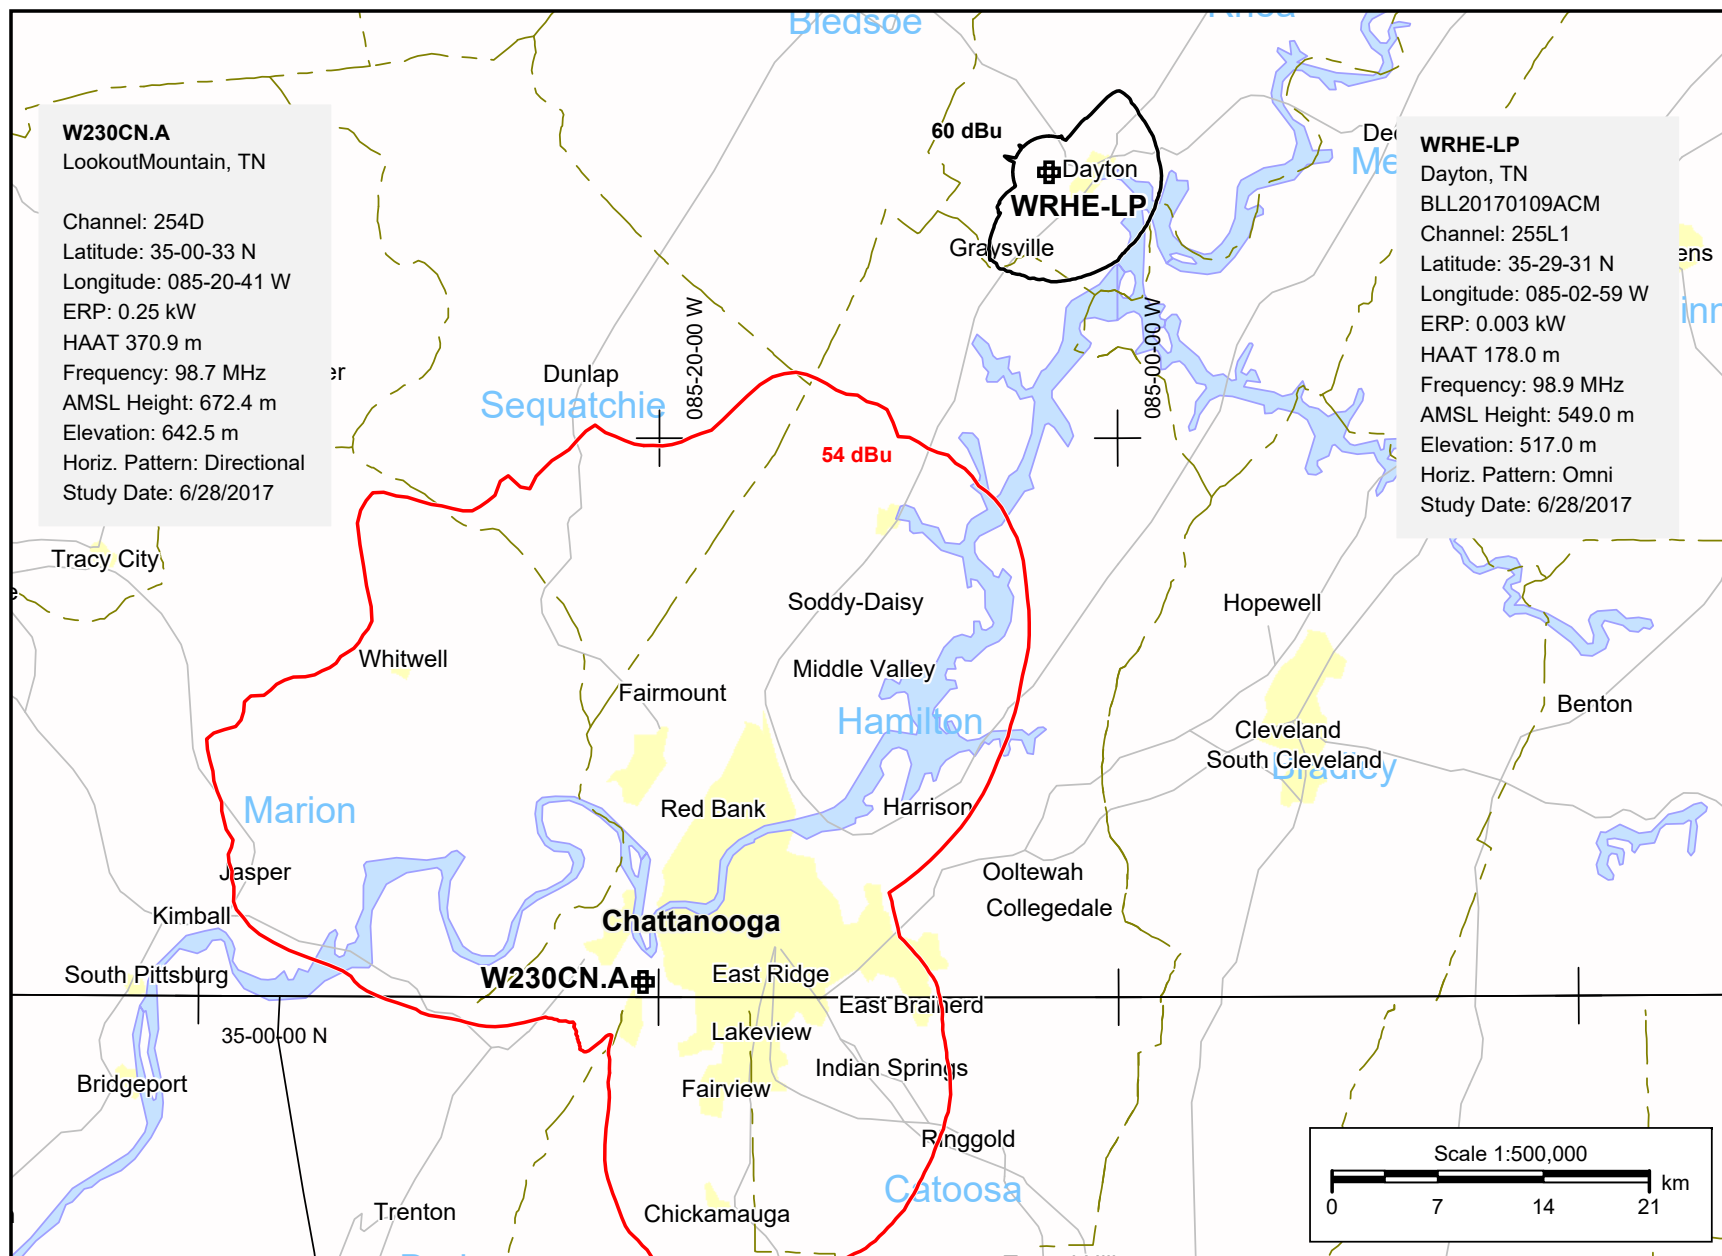 Bledsoe
W230CN.A
LookoutMountain, TN
Channel: 254D
Latitude: 35-00-33 N
Longitude: 085-20-41 W
ERP: 0.25 kW
HAAT 370.9 m
Frequency: 98.7 MHz
AMSL Height: 672.4 m
Elevation: 642.5 m
Horiz. Pattern: Directional
Study Date: 6/28/2017
60 dBu
Dayton
WRHE-LP
Graysville
WRHE-LP
Dayton, TN
BLL20170109ACM
Channel: 255L1
Latitude: 35-29-31 N
Longitude: 085-02-59 W
ERP: 0.003 kW
HAAT 178.0 m
Frequency: 98.9 MHz
AMSL Height: 549.0 m
Elevation: 517.0 m
Horiz. Pattern: Omni
Study Date: 6/28/2017
085-20-00 W
085-00-00 W
Dunlap
Sequatchie
54 dBu
Tracy City
Soddy-Daisy
Hopewell
Whitwell
Middle Valley
Fairmount
Hamilton
Benton
Cleveland
South Cleveland
Bradley
Marion
Red Bank
Harrison
Jasper
Ooltewah
Kimball
Chattanooga
Collegedale
South Pittsburg
W230CN.A
East Ridge
East Brainerd
35-00-00 N
Lakeview
Indian Springs
Bridgeport
Fairview
Ringgold
Catoosa
Trenton
Chickamauga
Scale 1:500,000
0 7 14 21 km